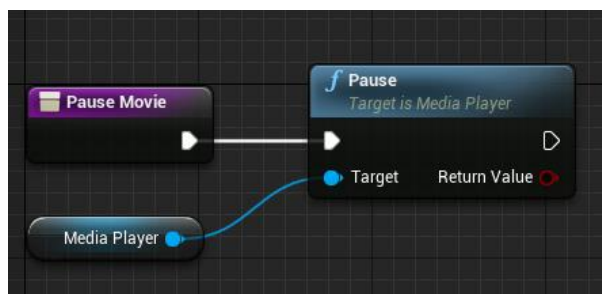 Pause Movie
f Pause
Target is Media Player
Target Return Value
Media Player